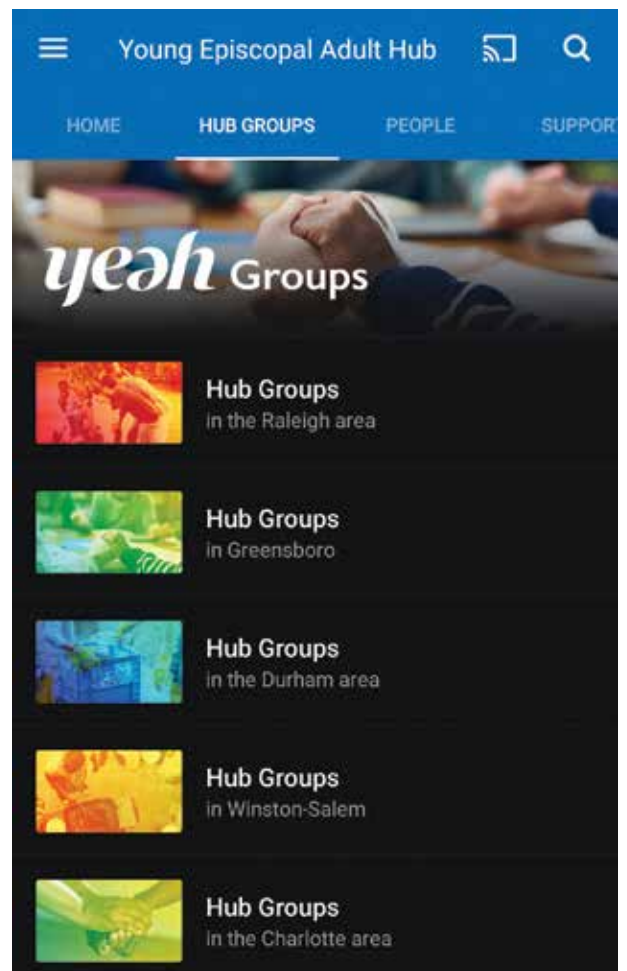 Young Episcopal Adult Hub
HOME HUB GROUPS PEOPLE SUPPOR
yeah Groups
Hub Groups
in the Raleigh area
Hub Groups
in Greensboro
Hub Groups
in the Durham area
Hub Groups
in Winston-Salem
Hub Groups
in the Charlotte area